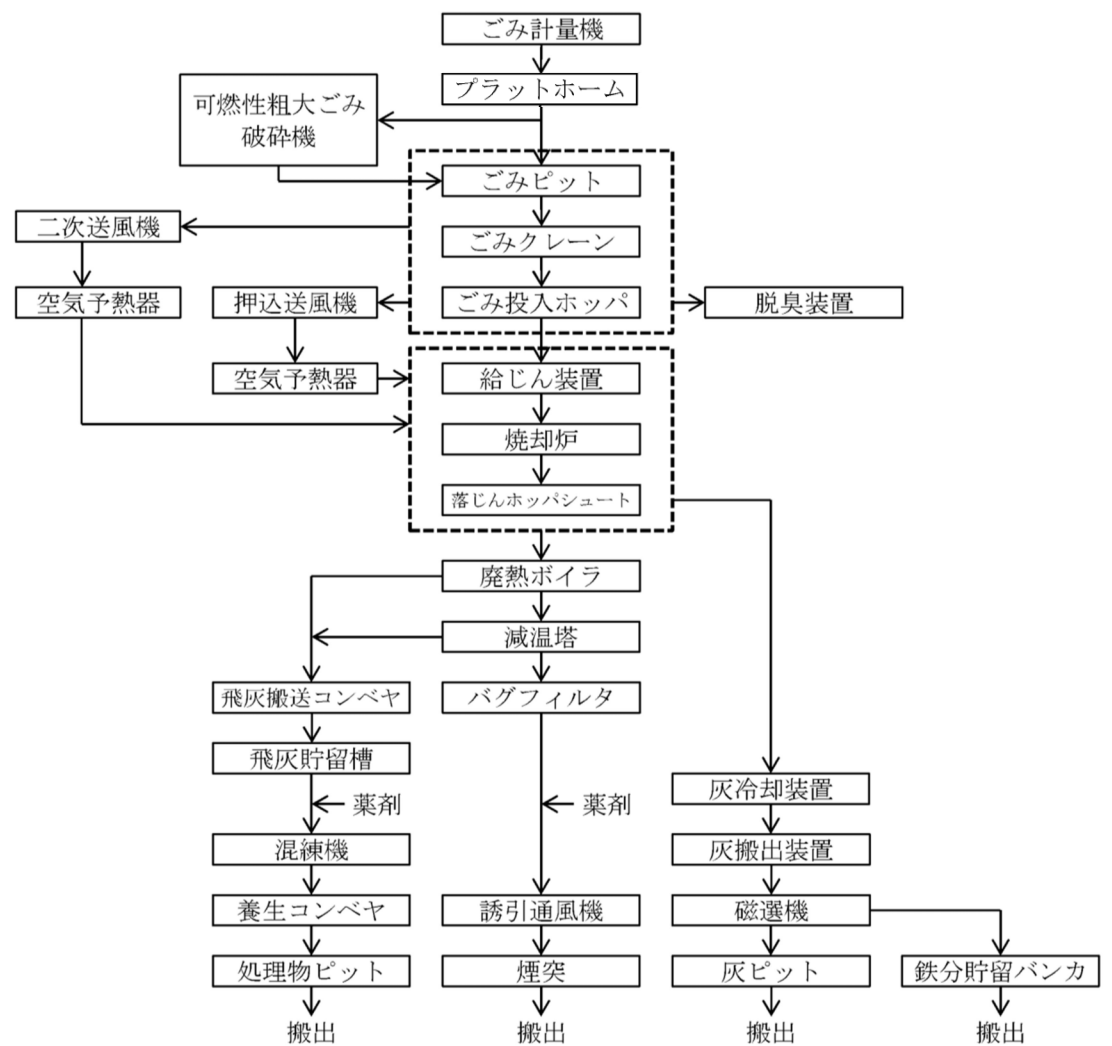 ごみ計量機
プラットホーム
可燃性粗大ごみ
破砕機
ごみピット
二次送風機
ごみクレーン
空気予熱器
押込送風機
ごみ投入ホッパ
脱臭装置
空気予熱器
給じん装置
焼却炉
落じんホッパシュート
廃熱ボイラ
減温塔
飛灰搬送コンベヤ
バグフィルタ
飛灰貯留槽
灰冷却装置
薬剤
薬剤
混練機
灰搬出装置
養生コンベヤ
誘引通風機
磁選機
処理物ピット
煙突
灰ピット
鉄分貯留バンカ
搬出
搬出
搬出
搬出